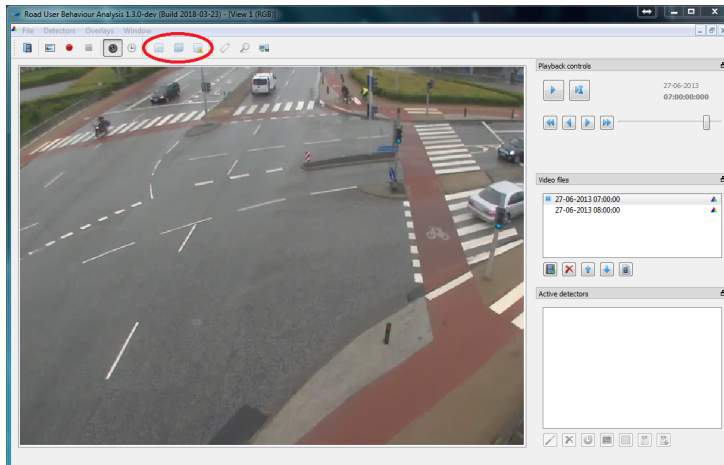 Road User Behaviour Analysis 1.3.0-dev (Build 2018-03-23) - [View 1 (RGB)]
File Detectors Overlays Window
Playback controls
27-06-2013
07:00:00:000
Video files
27-06-2013 07:00:00
27-06-2013 08:00:00
Active detectors